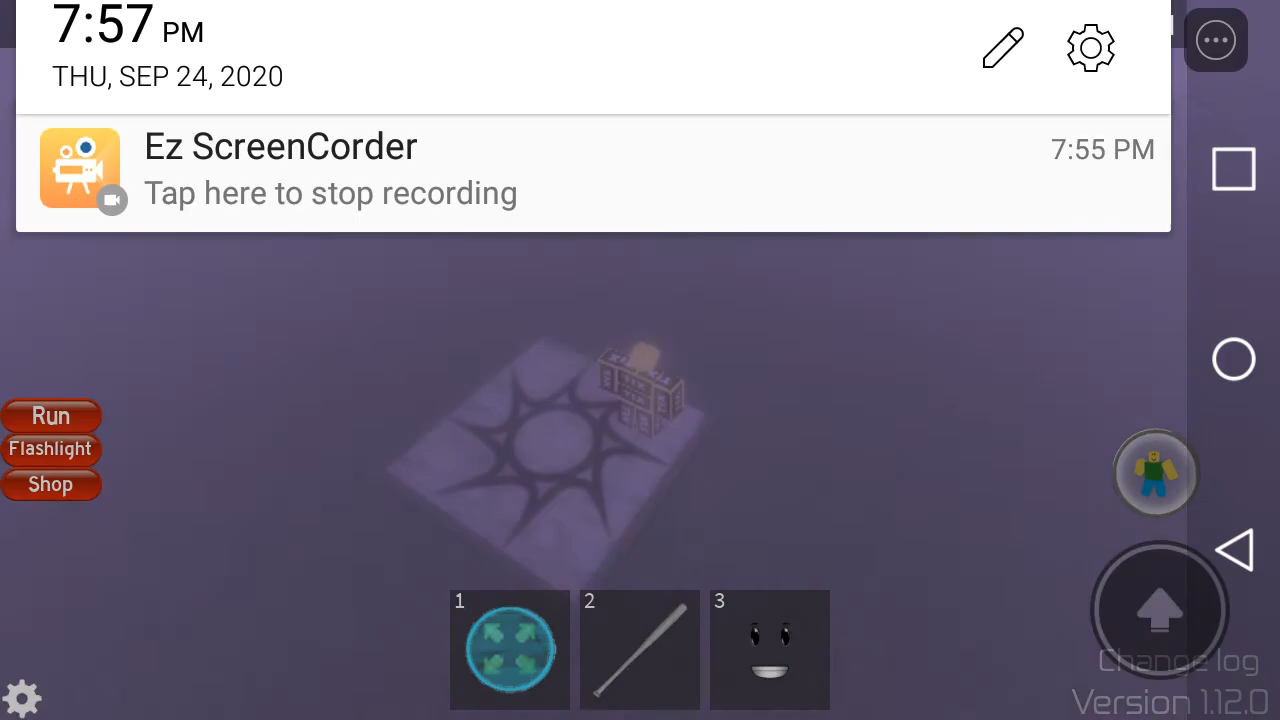 7:57 PM
THU, SEP 24, 2020
Ez ScreenCorder
7:55 PM
Tap here to stop recording
Run
Flashlight
Shop
1
2
3
Change log
Version 1.12.0